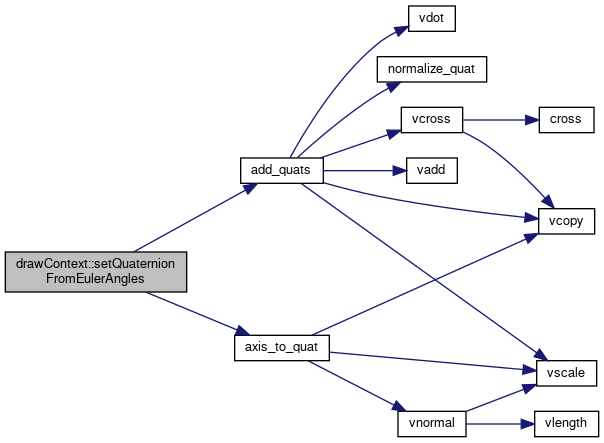 vdot
normalize_quat
vcross
cross
add_quats
vadd
vcopy
drawContext::setQuaternion
FromEulerAngles
axis_to_quat
vscale
vnormal
vlength